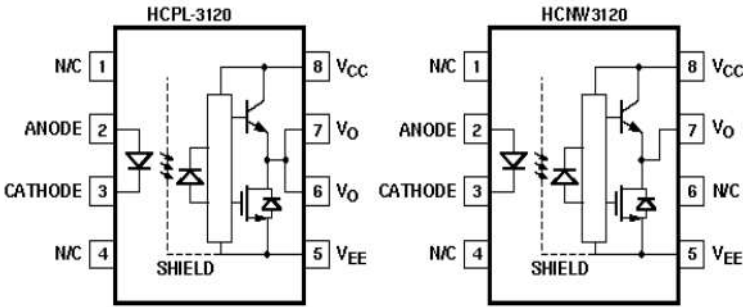 HCPL-3120
HCNW3120
N/C 1
8 VCC
ANODE 2
7 VO
CATHODE 3
6 VO
N/C 4
5 VEE
SHIELD
N/C 1
8 VCC
ANODE 2
7 VO
CATHODE 3
6 N/C
N/C 4
5 VEE
SHIELD